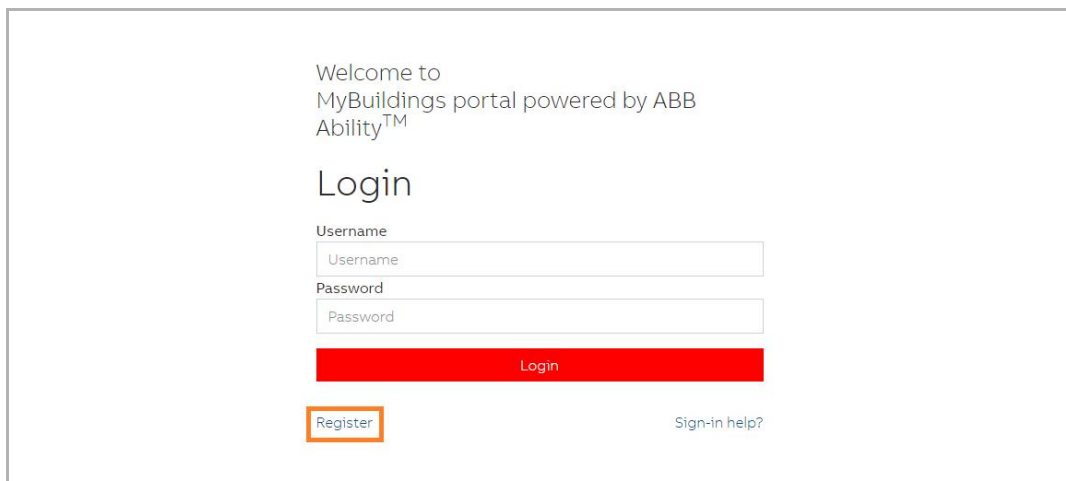 Welcome to
MyBuildings portal powered by ABB
Ability™
Login
Username
Username
Password
Password
Login
Register
Sign-in help?